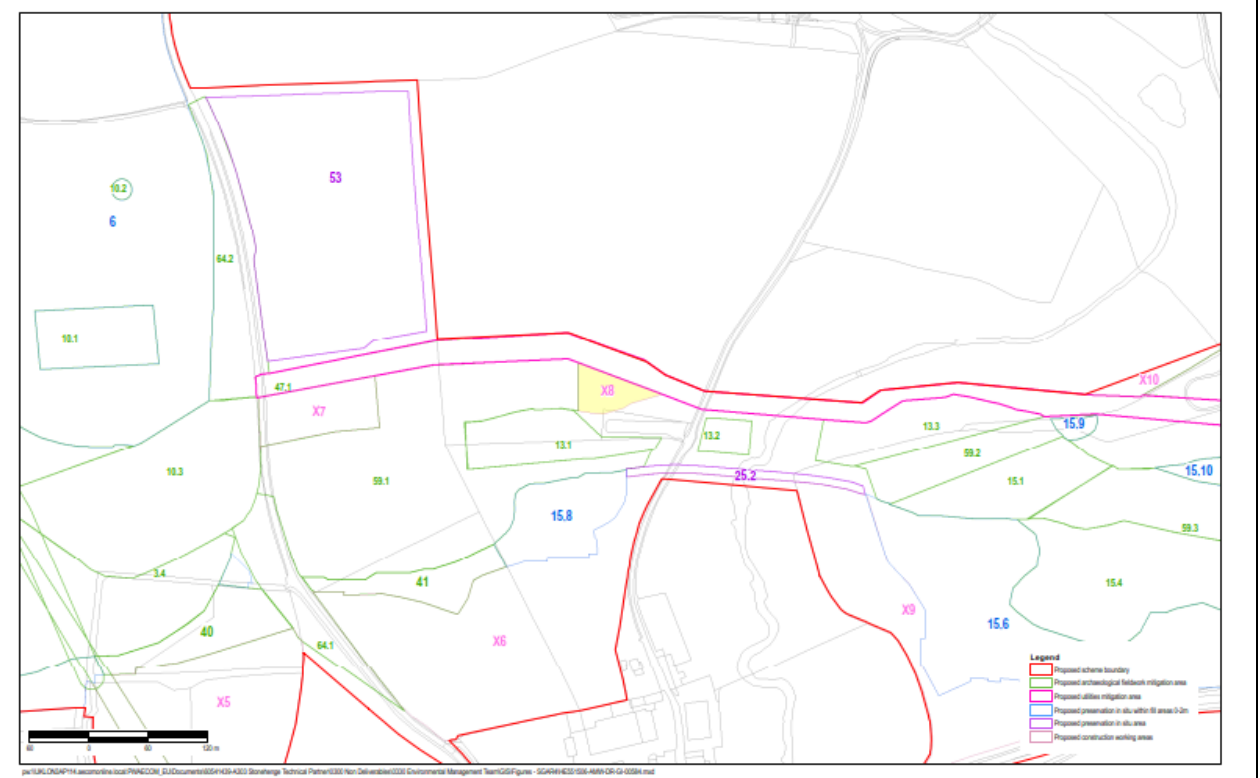 53
10.2
6
64.2
10.1
X10
47.1
X8
X7
15.9
13.3
13.2
13.1
59.2
10.3
15.10
25.2
59.1
15.1
15.8
59.3
3.4
41
15.4
X9
15.6
40
X6
64.1
X5
Legend
Proposed scheme boundary
Proposed archaeological fieldwork mitigation area
Proposed utilities mitigation area
Proposed preservation in situ within fill areas 0-2m
Proposed preservation in situ area
Proposed construction working areas
60 0 60 120 m